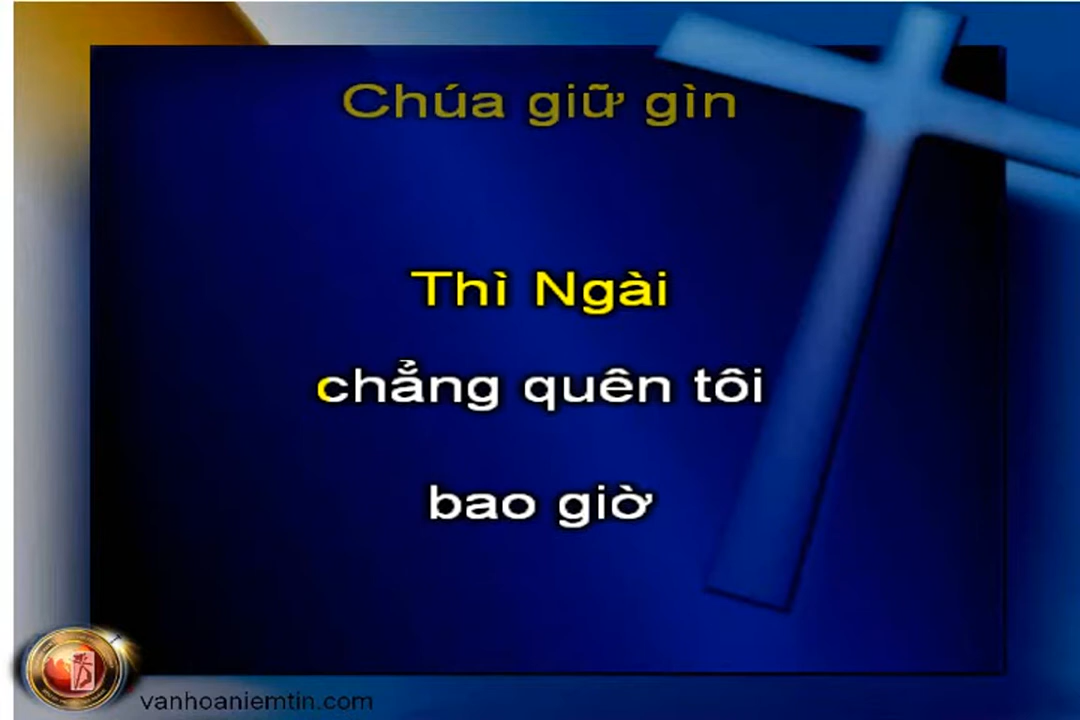 Chúa giữ gìn
Thì Ngài
chẳng quên tôi
bao giờ
vanhoaniemtin.com